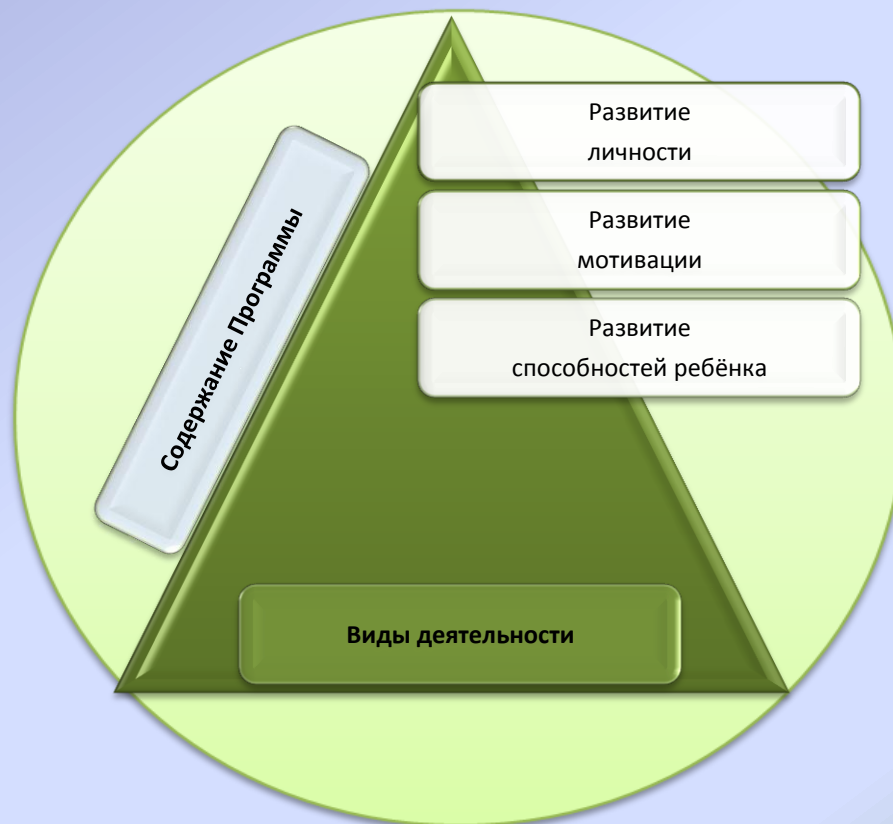 Развитие
личности
Развитие
мотивации
Развитие
способностей ребёнка
Содержание Программы
Виды деятельности